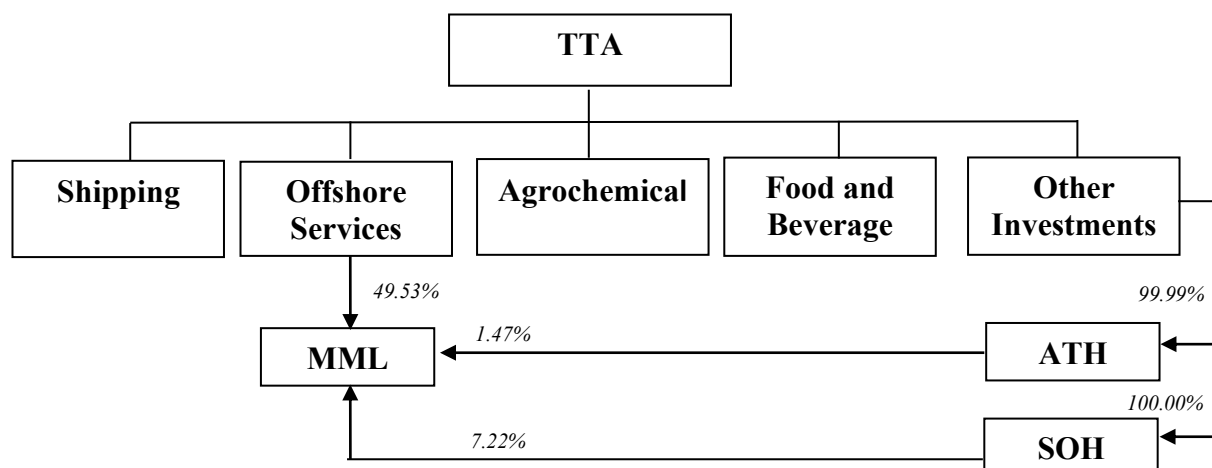 TTA
Shipping
Offshore
Services
Agrochemical
Food and
Beverage
Other
Investments
49.53%
99.99%
MML
1.47%
ATH
100.00%
7.22%
SOH